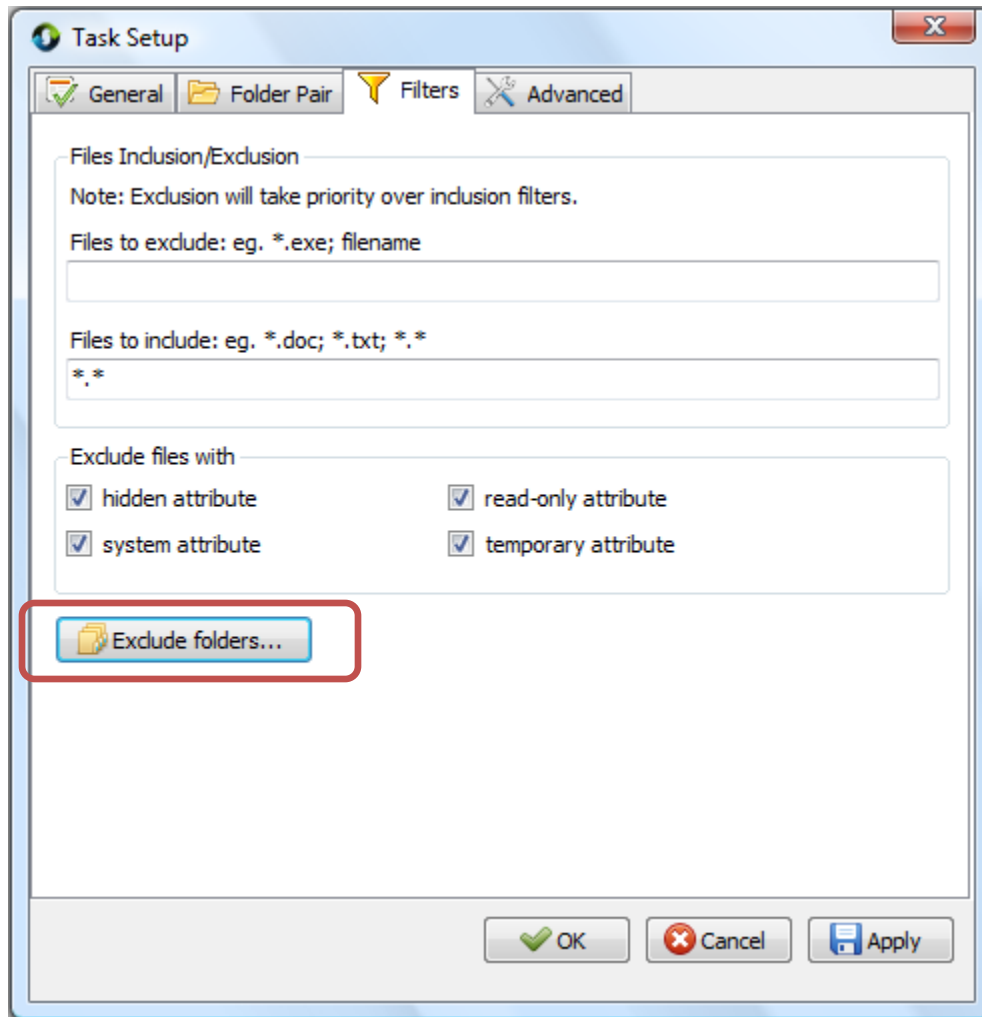 Task Setup
General Folder Pair Filters Advanced
Files Inclusion/Exclusion
Note: Exclusion will take priority over inclusion filters.
Files to exclude: eg. *.exe; filename
Files to include: eg. *.doc; *.txt; *.*
*.*
Exclude files with
hidden attribute read-only attribute
system attribute temporary attribute
Exclude folders...
OK Cancel Apply